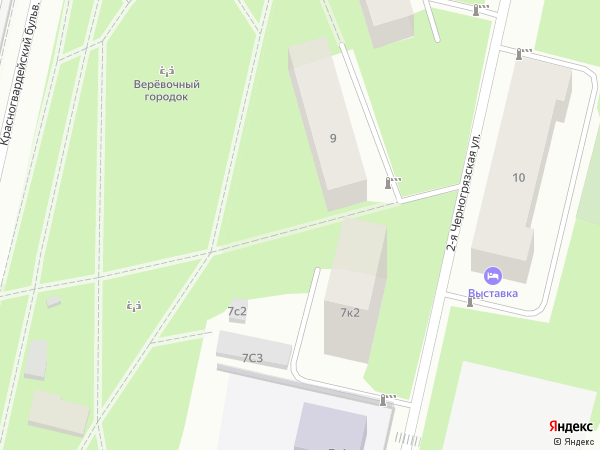 Красногвардейский бульв.
Верёвочный
городок
9
2-я Черногрязская ул.
10
Выставка
7с2
7к2
7С3
Яндекс
© Яндекс